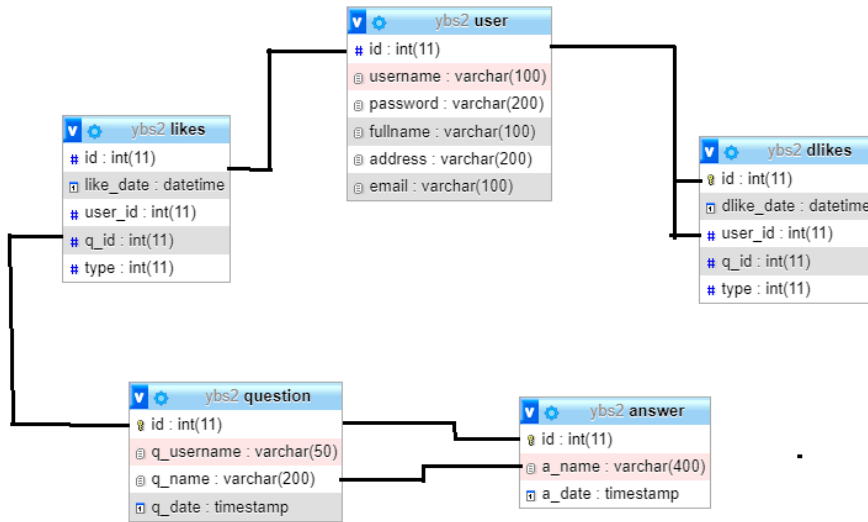 ybs2 user
# id : int(11)
username : varchar(100)
password : varchar(200)
fullname : varchar(100)
address : varchar(200)
email : varchar(100)
ybs2 likes
# id : int(11)
like_date : datetime
# user_id : int(11)
# q_id : int(11)
# type : int(11)
ybs2 dlikes
id : int(11)
dlike_date : datetime
# user_id : int(11)
# q_id : int(11)
# type : int(11)
ybs2 question
id : int(11)
q_username : varchar(50)
q_name : varchar(200)
q_date : timestamp
ybs2 answer
id : int(11)
a_name : varchar(400)
a_date : timestamp